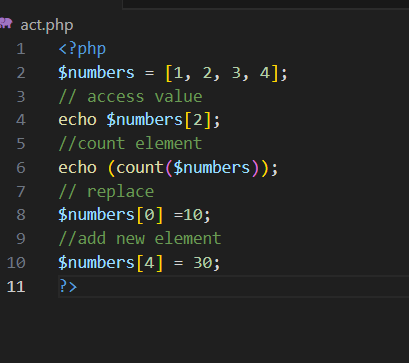 act.php
1 <?php
2 $numbers = [1, 2, 3, 4];
3 // access value
4 echo $numbers[2];
5 //count element
6 echo (count($numbers));
7 // replace
8 $numbers[0] =10;
9 //add new element
10 $numbers[4] = 30;
11 ?>